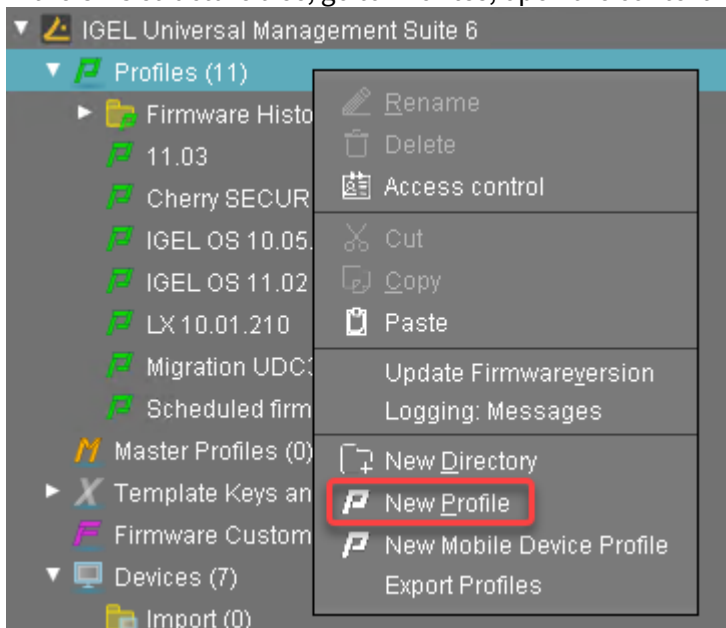 IGEL Universal Management Suite 6
Profiles (11)
Firmware Histo
11.03
Cherry SECUR
IGEL OS 10.05.
IGEL OS 11.02
LX 10.01.210
Migration UDC3
Scheduled firm
Master Profiles (0)
Template Keys an
Firmware Custom
Devices (7)
Import (0)
Rename
Delete
Access control
Cut
Copy
Paste
Update Firmwareversion
Logging: Messages
New Directory
New Profile
New Mobile Device Profile
Export Profiles